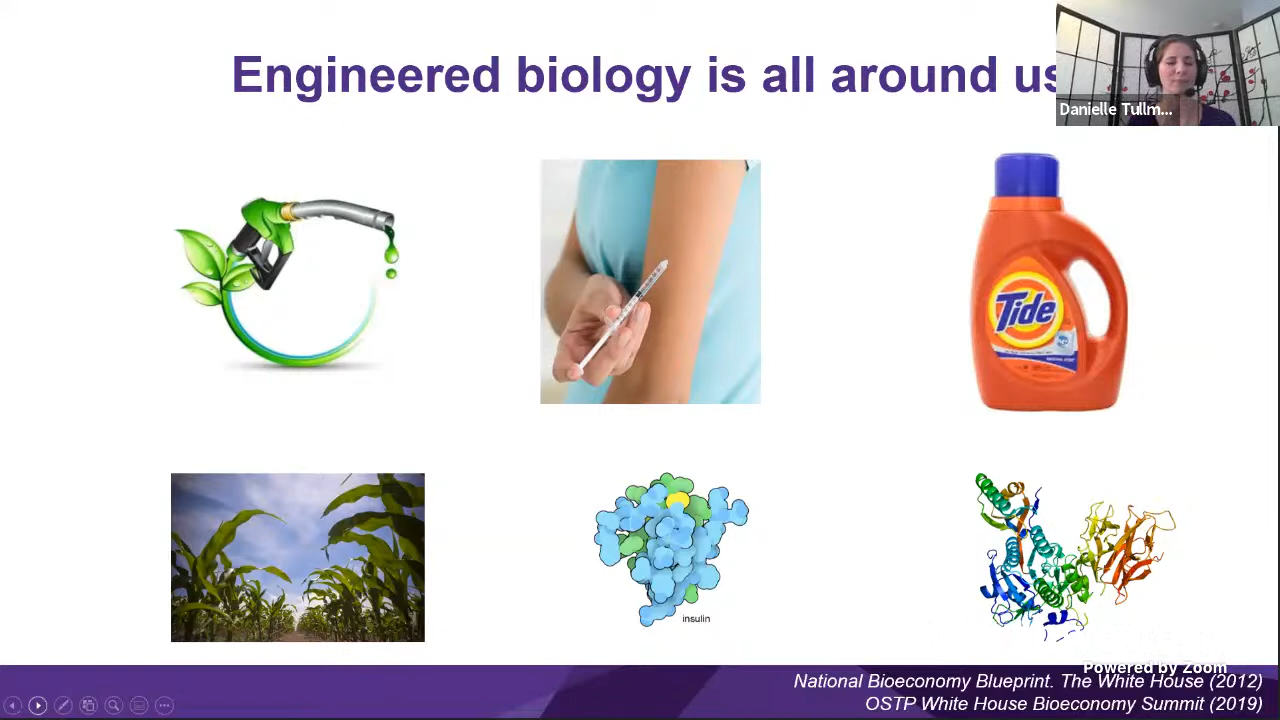 Engineered biology is all around us
Danielle Tullm...
Tide
insulin
Powered by Zoom
National Bioeconomy Blueprint. The White House (2012)
OSTP White House Bioeconomy Summit (2019)